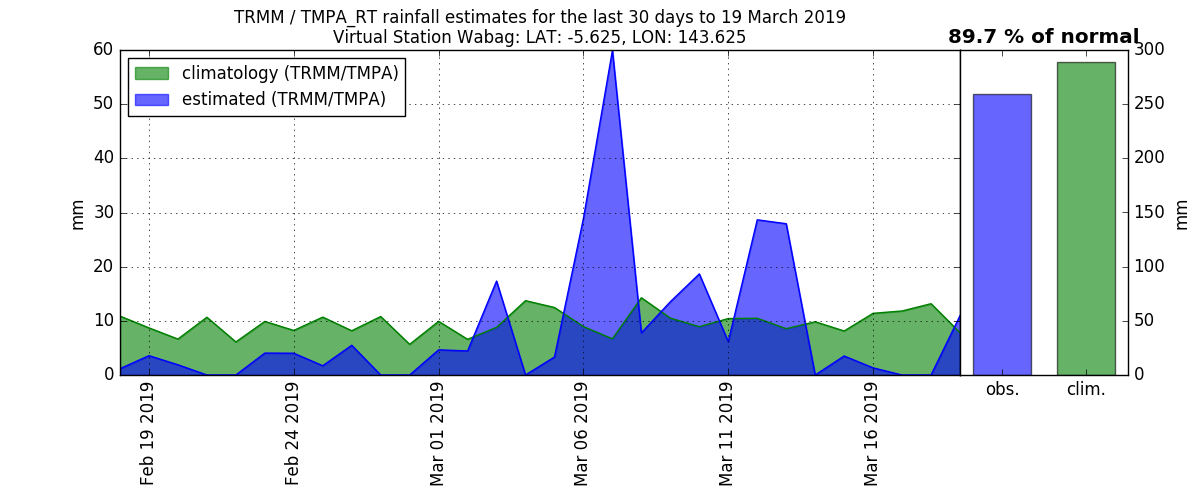 TRMM / TMPA_RT rainfall estimates for the last 30 days to 19 March 2019
Virtual Station Wabag: LAT: -5.625, LON: 143.625
89.7 % of normal
climatology (TRMM/TMPA)
estimated (TRMM/TMPA)
60
50
40
30
20
10
0
mm
300
250
200
150
100
50
0
mm
Feb 19 2019
Feb 24 2019
Mar 01 2019
Mar 06 2019
Mar 11 2019
Mar 16 2019
obs.
clim.